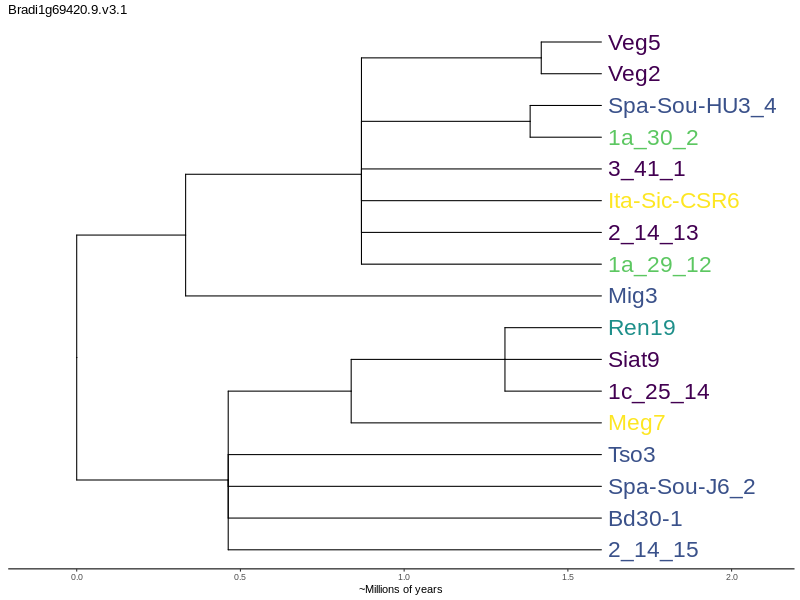 Bradi1g69420.9.v3.1
Veg5
Veg2
Spa-Sou-HU3_4
1a_30_2
3_41_1
Ita-Sic-CSR6
2_14_13
1a_29_12
Mig3
Ren19
Siat9
1c_25_14
Meg7
Tso3
Spa-Sou-J6_2
Bd30-1
2_14_15
0.0 0.5 1.0 1.5 2.0
~Millions of years